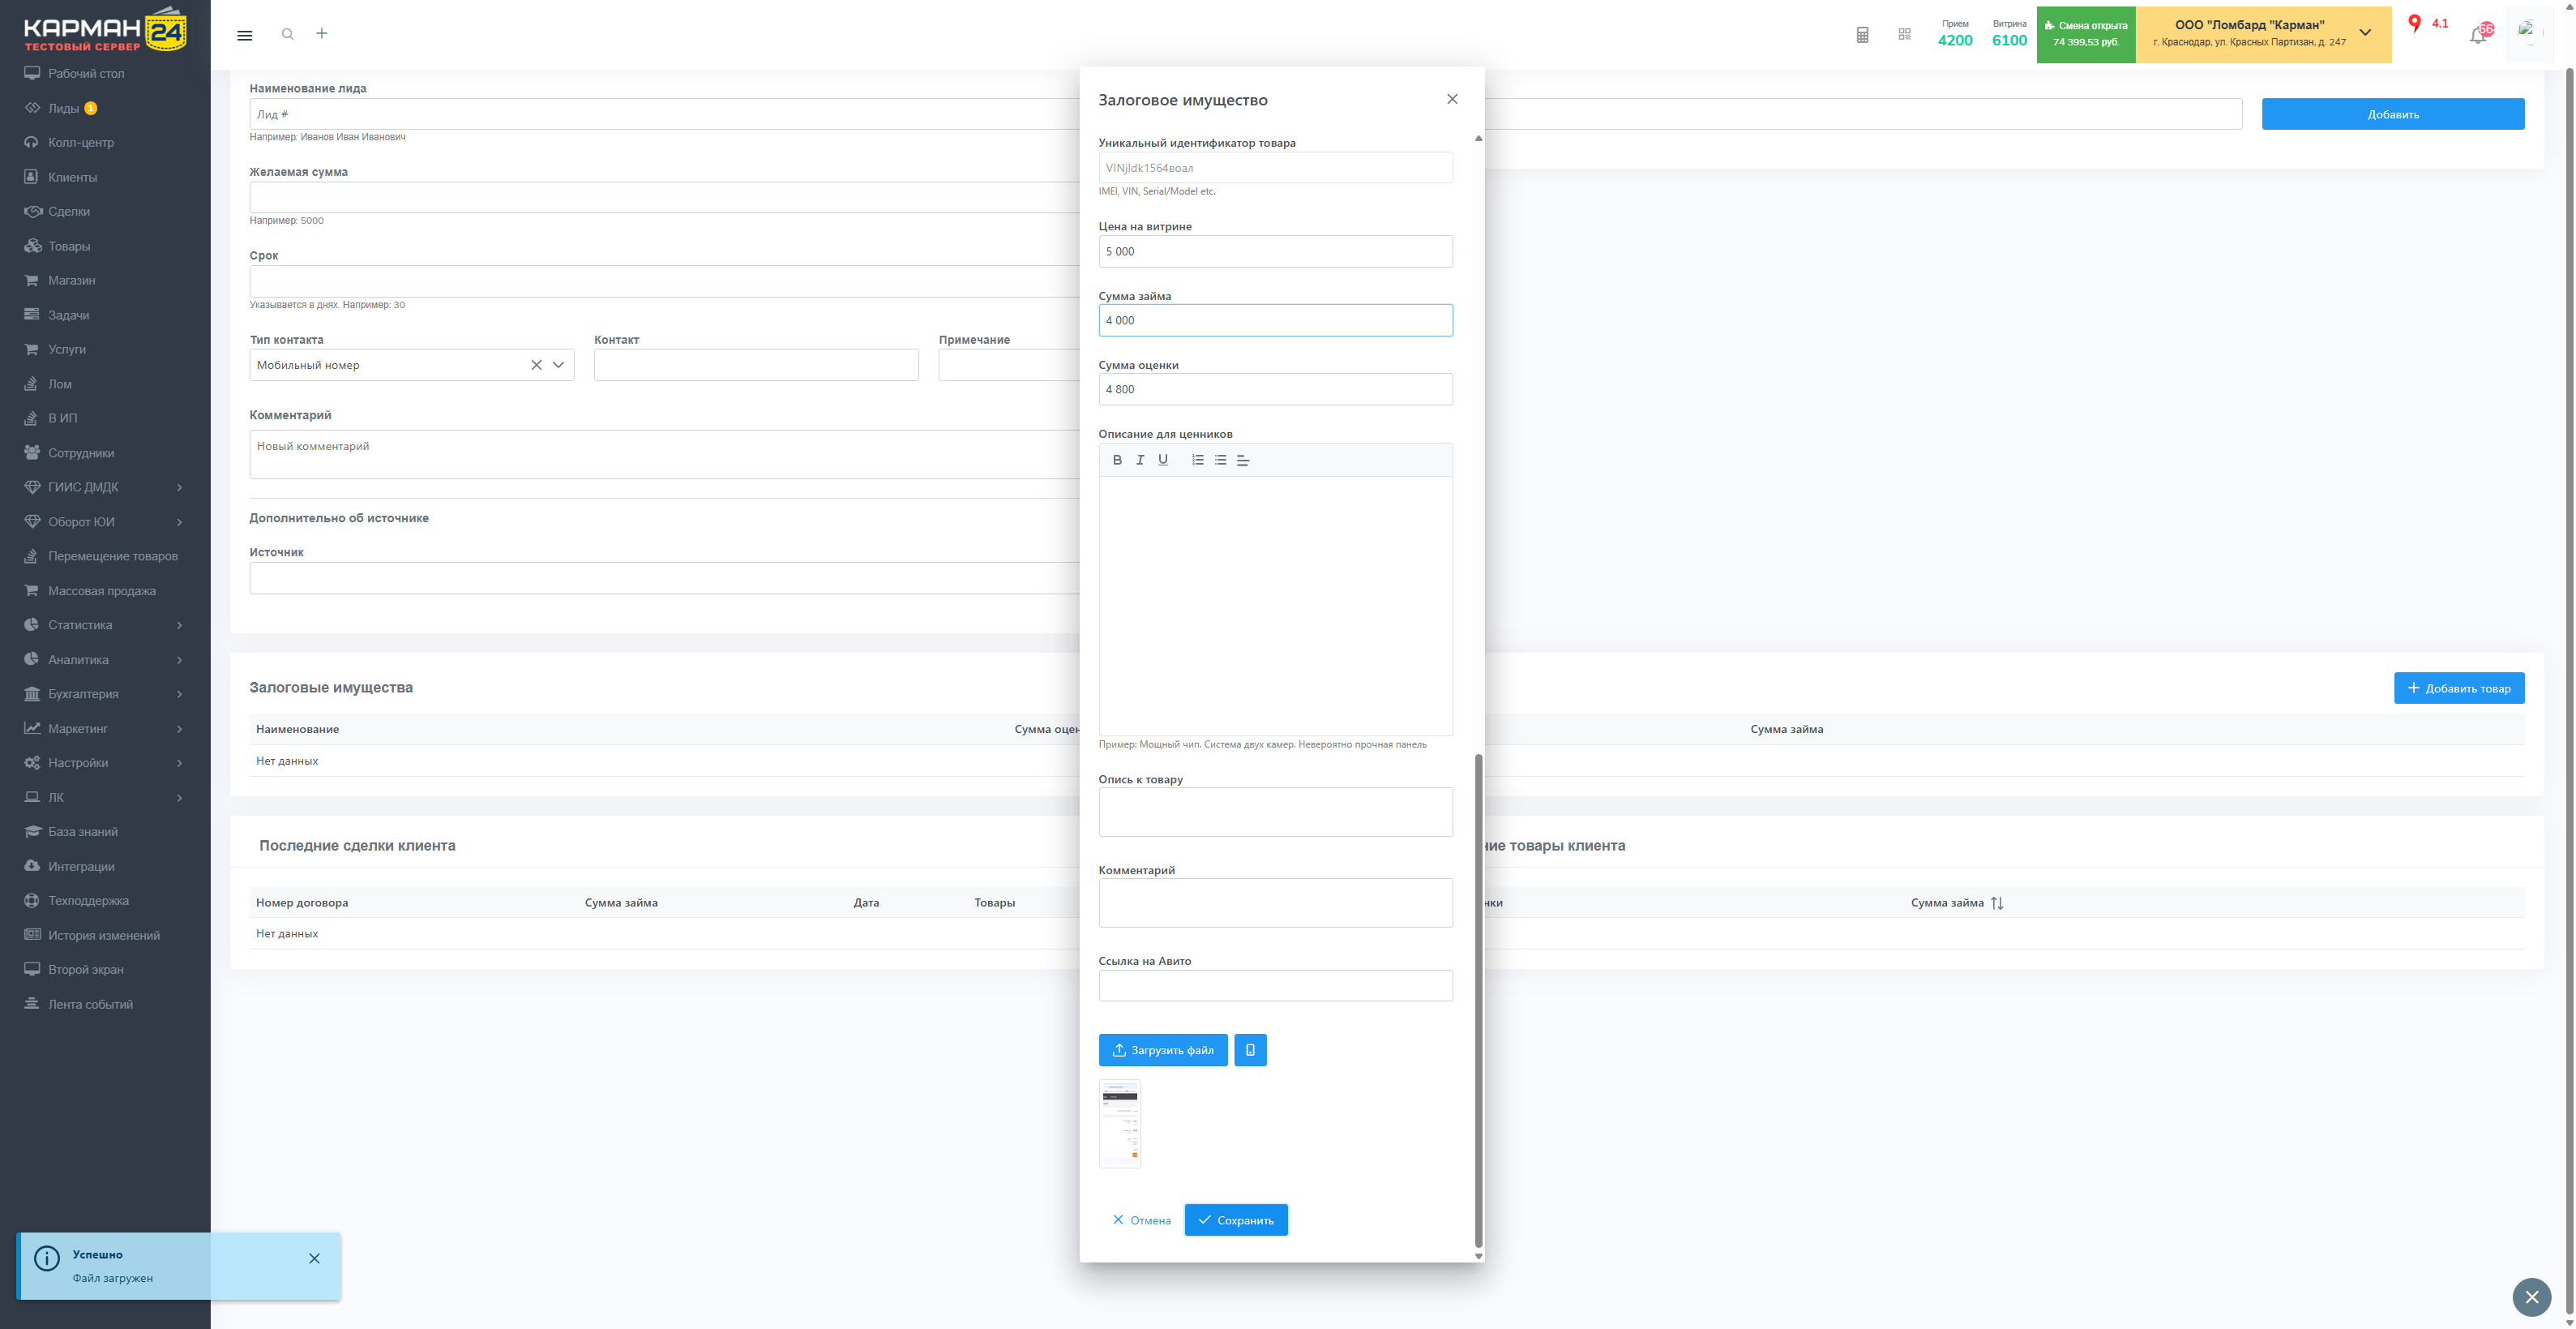 КАРМАН 24
ТЕСТОВЫЙ СЕРВЕР
Рабочий стол
Лиды 1
Колл-центр
Клиенты
Сделки
Товары
Магазин
Задачи
Услуги
Лом
В ИП
Сотрудники
ГИИС ДМДК
Оборот ЮИ
Перемещение товаров
Массовая продажа
Статистика
Аналитика
Бухгалтерия
Маркетинг
Настройки
ЛК
База знаний
Интеграции
Техподдержка
История изменений
Второй экран
Лента событий
Прием
4200
Витрина
6100
Смена открыта
74 399,53 руб.
ООО "Ломбард "Карман"
г. Краснодар, ул. Красных Партизан, д. 247
4.1
66
Наименование лида
Лид #
Например: Иванов Иван Иванович
Добавить
Желаемая сумма
Например: 5000
Срок
Указывается в днях. Например: 30
Тип контакта
Контакт
Примечание
Мобильный номер
Комментарий
Новый комментарий
Дополнительно об источнике
Источник
Залоговые имущества
Добавить товар
Наименование
Сумма оцен
Сумма займа
Нет данных
Последние сделки клиента
ние товары клиента
Номер договора
Сумма займа
Дата
Товары
нки
Сумма займа
Нет данных
Залоговое имущество
Уникальный идентификатор товара
VINjldk1564воал
IMEI, VIN, Serial/Model etc.
Цена на витрине
5 000
Сумма займа
4 000
Сумма оценки
4 800
Описание для ценников
B I U
Пример: Мощный чип. Система двух камер. Невероятно прочная панель
Опись к товару
Комментарий
Ссылка на Авито
Загрузить файл
Отмена
Сохранить
Успешно
Файл загружен